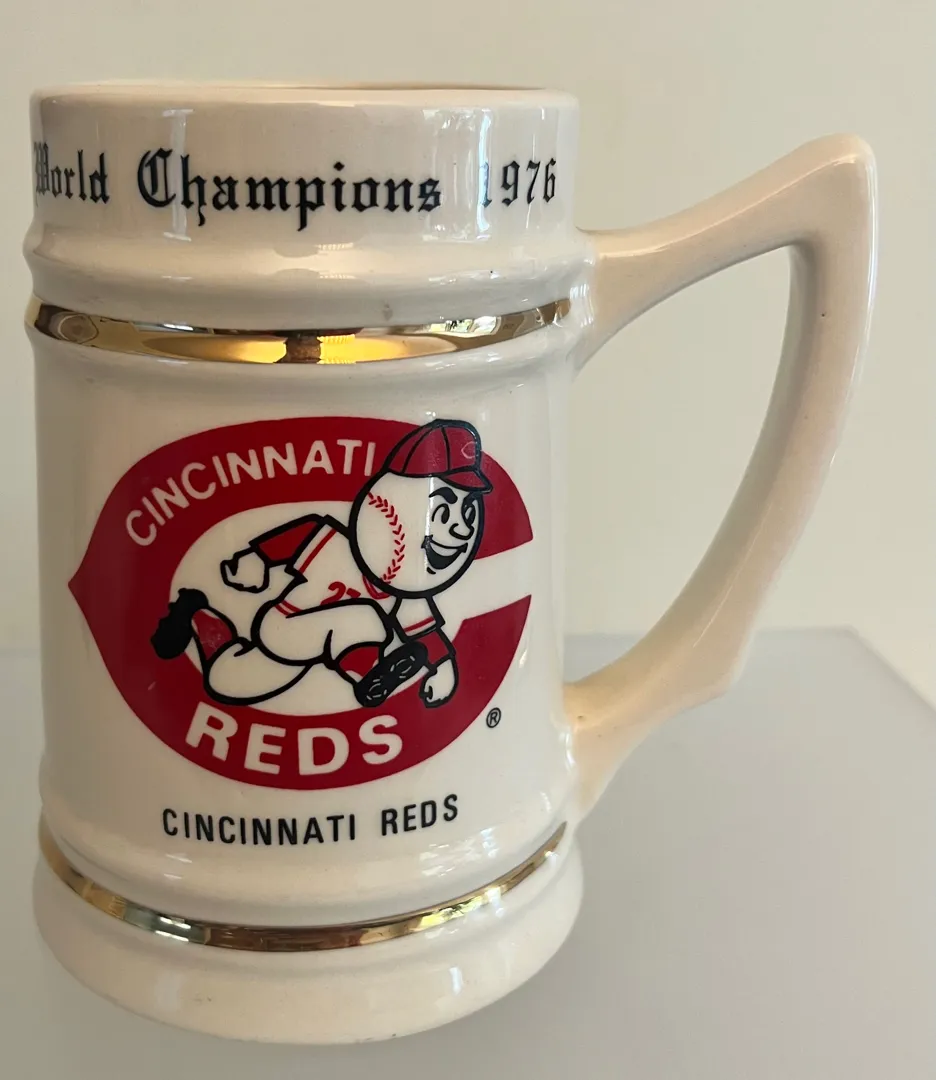 World Champions 1976
CINCINNATI
REDS
®
CINCINNATI REDS